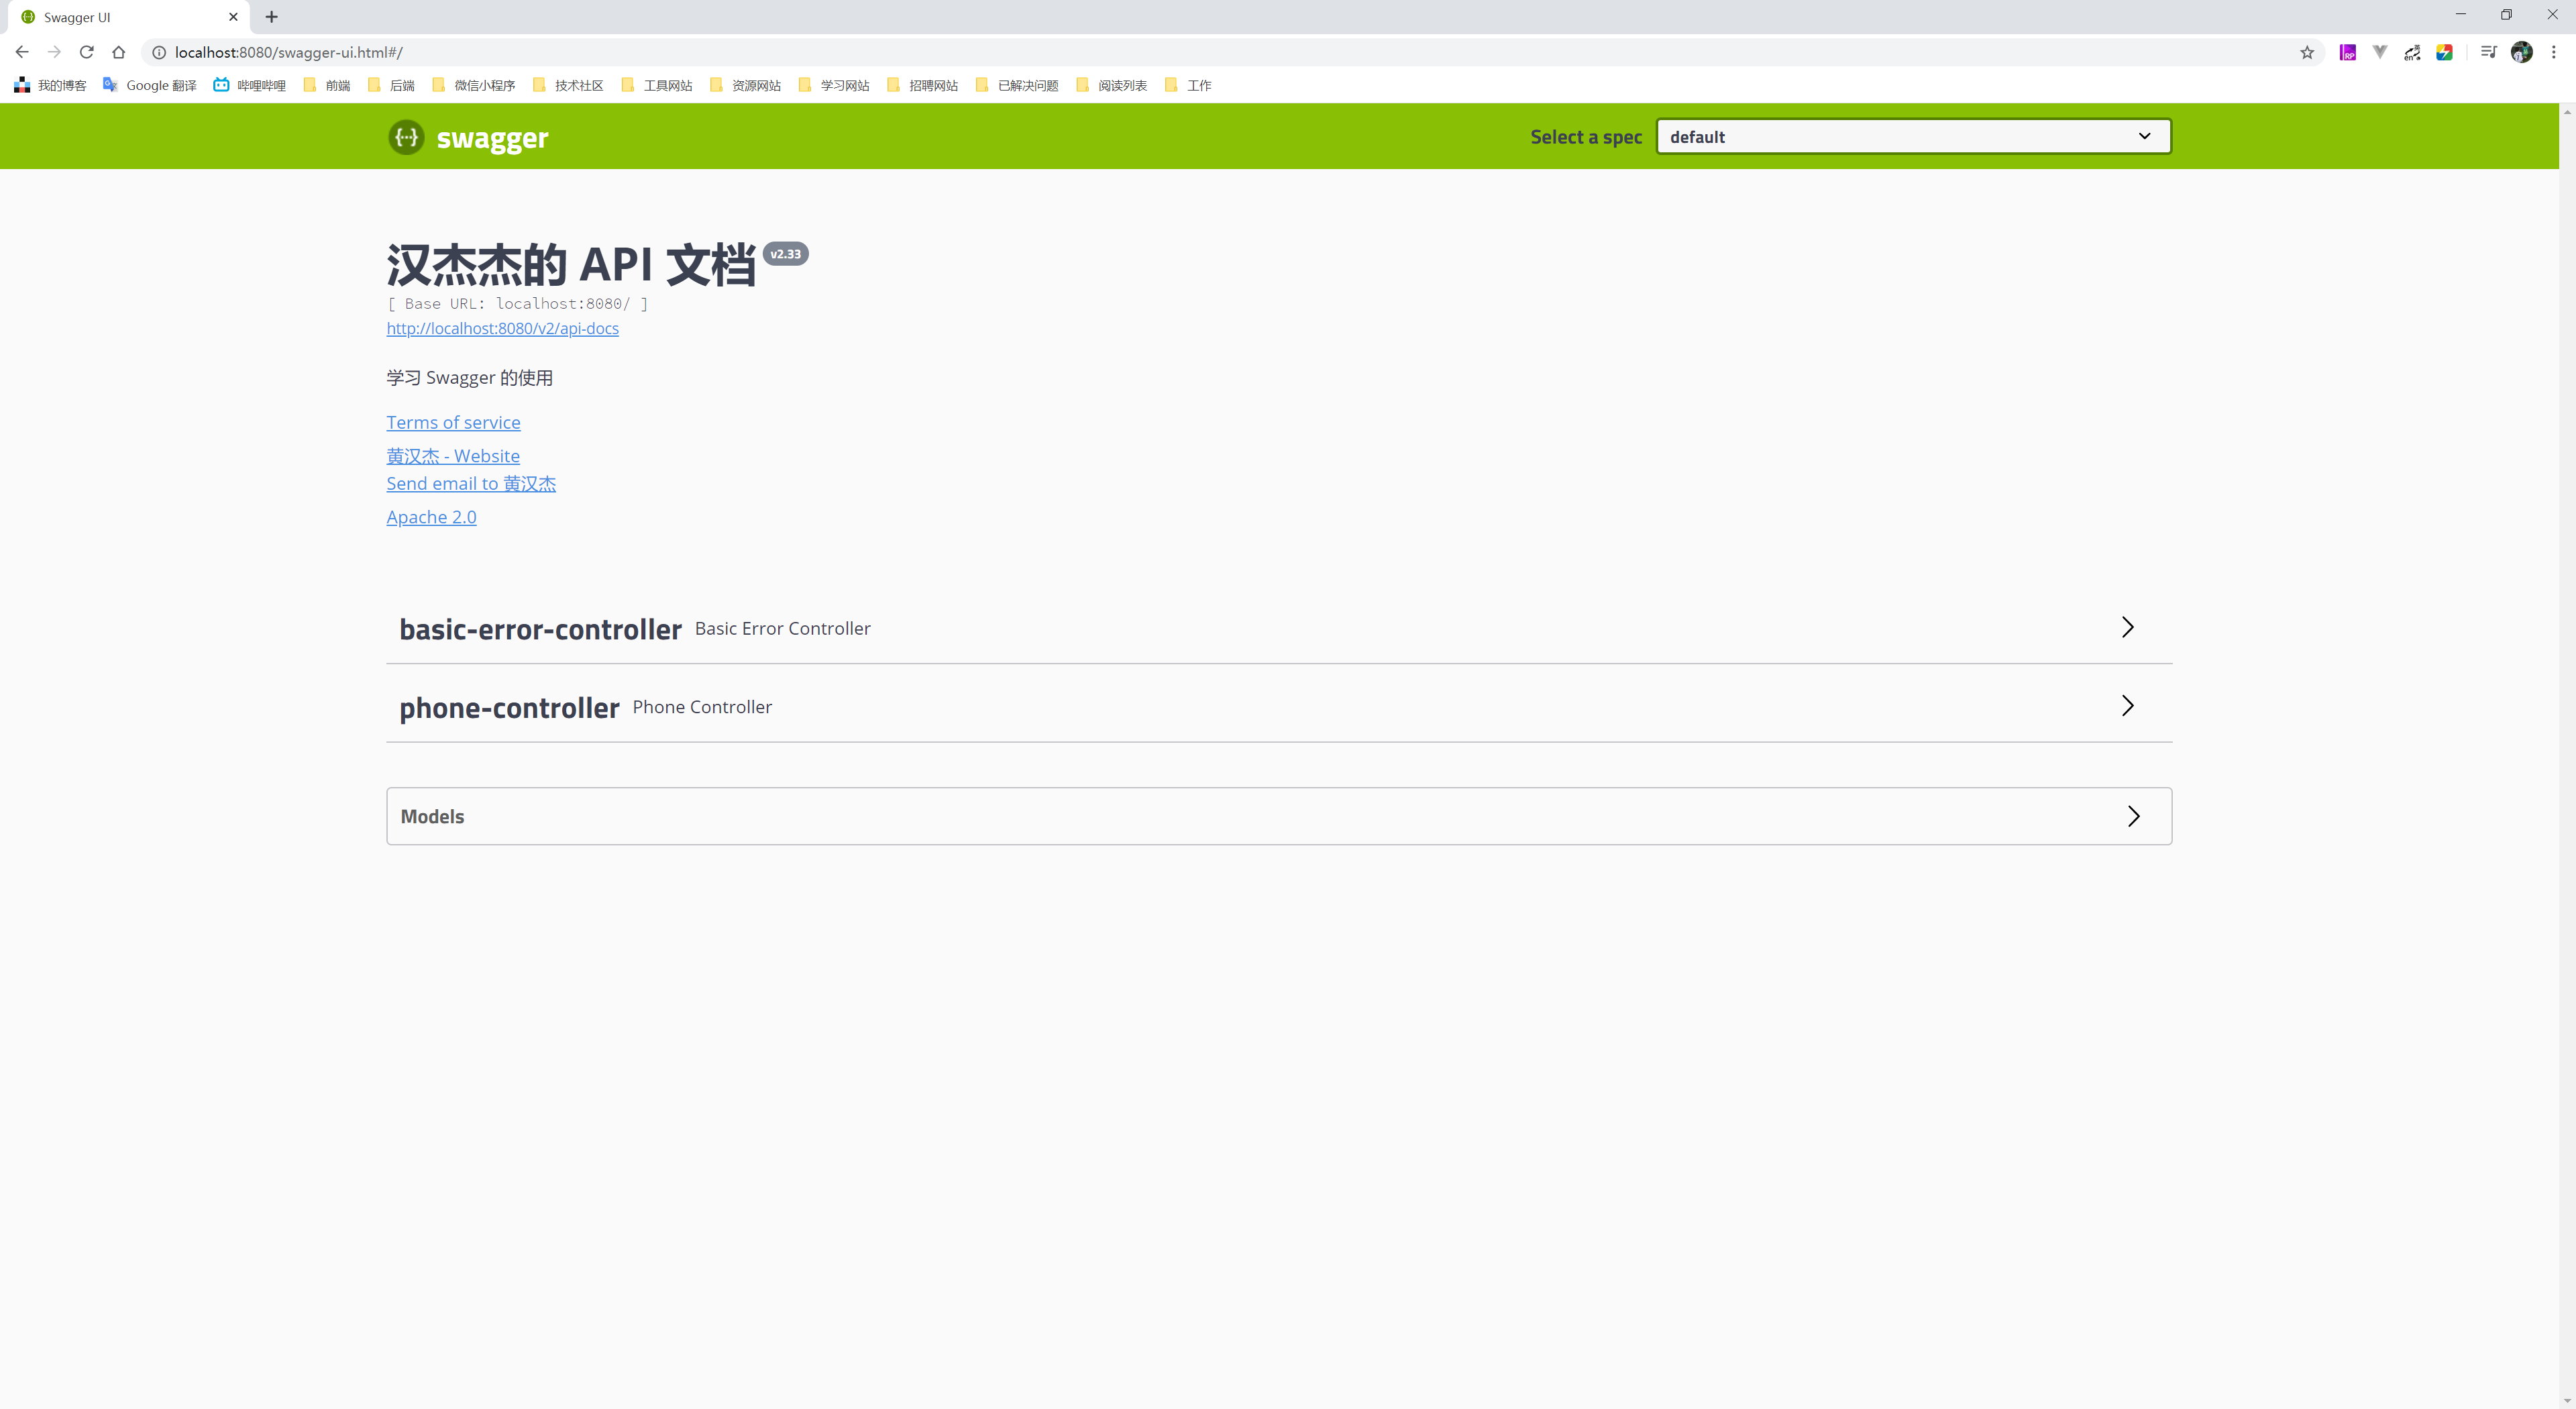 Swagger UI
localhost:8080/swagger-ui.html#/
我的博客 Google 翻译 哔哩哔哩 前端 后端 微信小程序 技术社区 工具网站 资源网站 学习网站 招聘网站 已解决问题 阅读列表 工作
swagger Select a spec default
汉杰杰的 API 文档 v2.33
[ Base URL: localhost:8080/ ]
http://localhost:8080/v2/api-docs
学习 Swagger 的使用
Terms of service
黄汉杰 - Website
Send email to 黄汉杰
Apache 2.0
basic-error-controller Basic Error Controller
phone-controller Phone Controller
Models